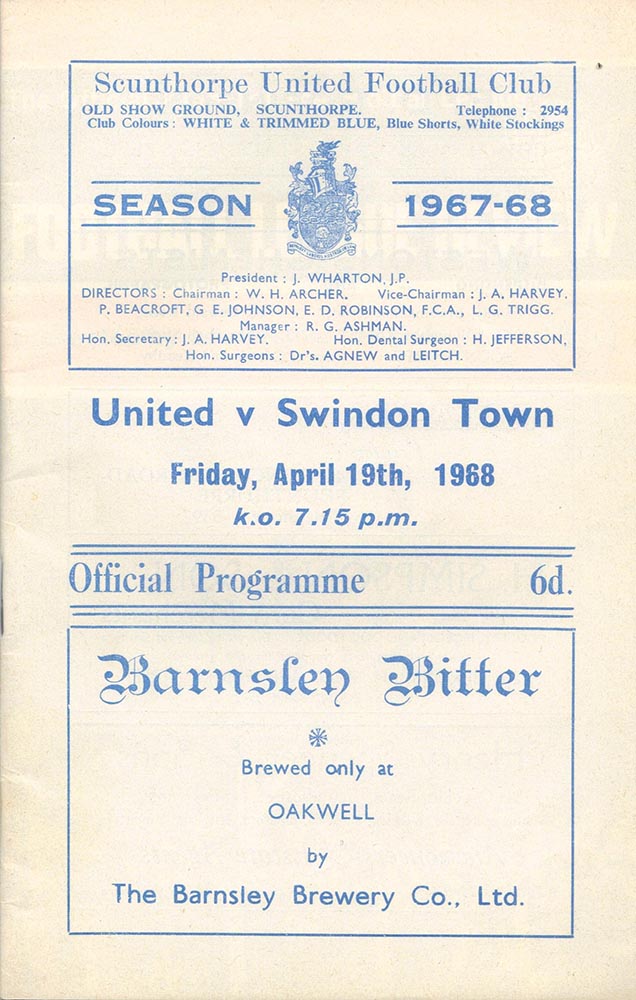 Scunthorpe United Football Club
OLD SHOW GROUND, SCUNTHORPE. Telephone : 2954
Club Colours : WHITE & TRIMMED BLUE, Blue Shorts, White Stockings
SEASON 1967-68
President : J. WHARTON, J.P.
DIRECTORS : Chairman : W. H. ARCHER. Vice-Chairman : J. A. HARVEY.
P. BEACROFT, G E. JOHNSON, E. D. ROBINSON, F.C.A., L. G. TRIGG.
Manager : R. G. ASHMAN.
Hon. Secretary : J. A. HARVEY. Hon. Dental Surgeon : H. JEFFERSON,
Hon. Surgeons : Dr's. AGNEW and LEITCH.
United v Swindon Town
Friday, April 19th, 1968
k.o. 7.15 p.m.
Official Programme 6d.
Barnsley Bitter
Brewed only at
OAKWELL
by
The Barnsley Brewery Co., Ltd.